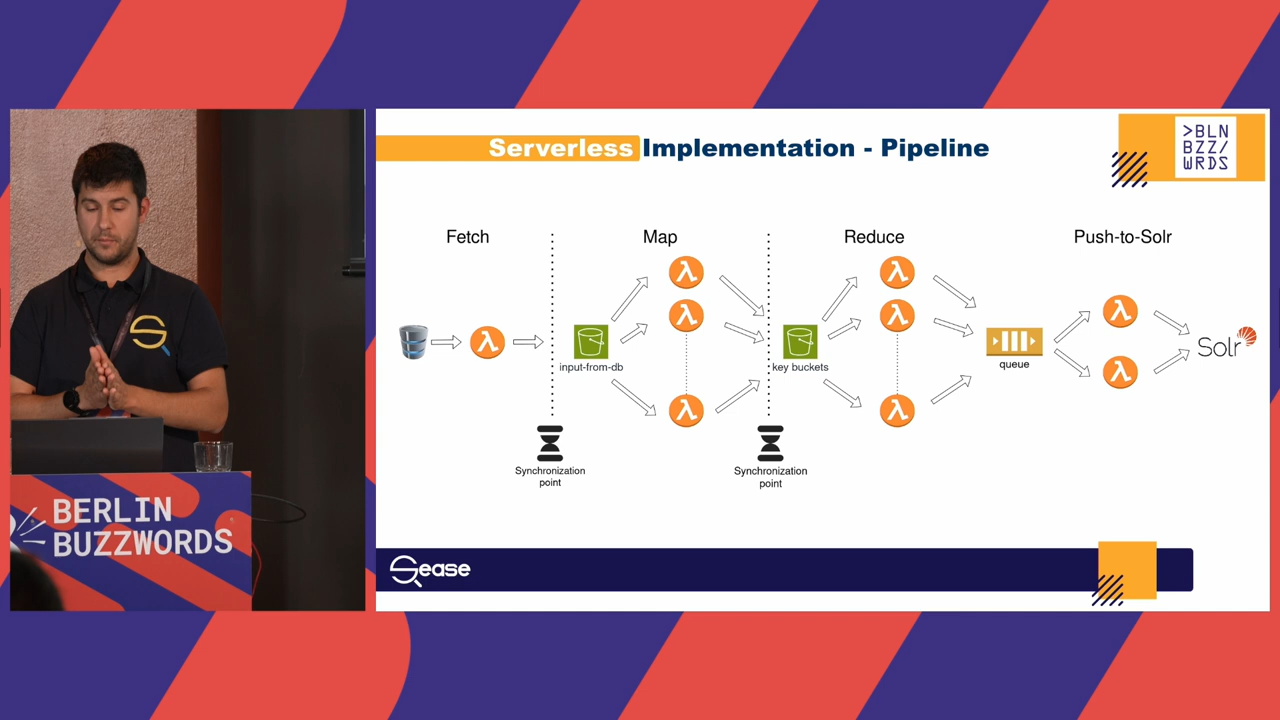 Serverless Implementation - Pipeline
>BLN
BZZ/
WRDS
Fetch
Map
Reduce
Push-to-Solr
input-from-db
key buckets
queue
Solr
Synchronization
point
Synchronization
point
Sease
BERLIN
BUZZWORDS